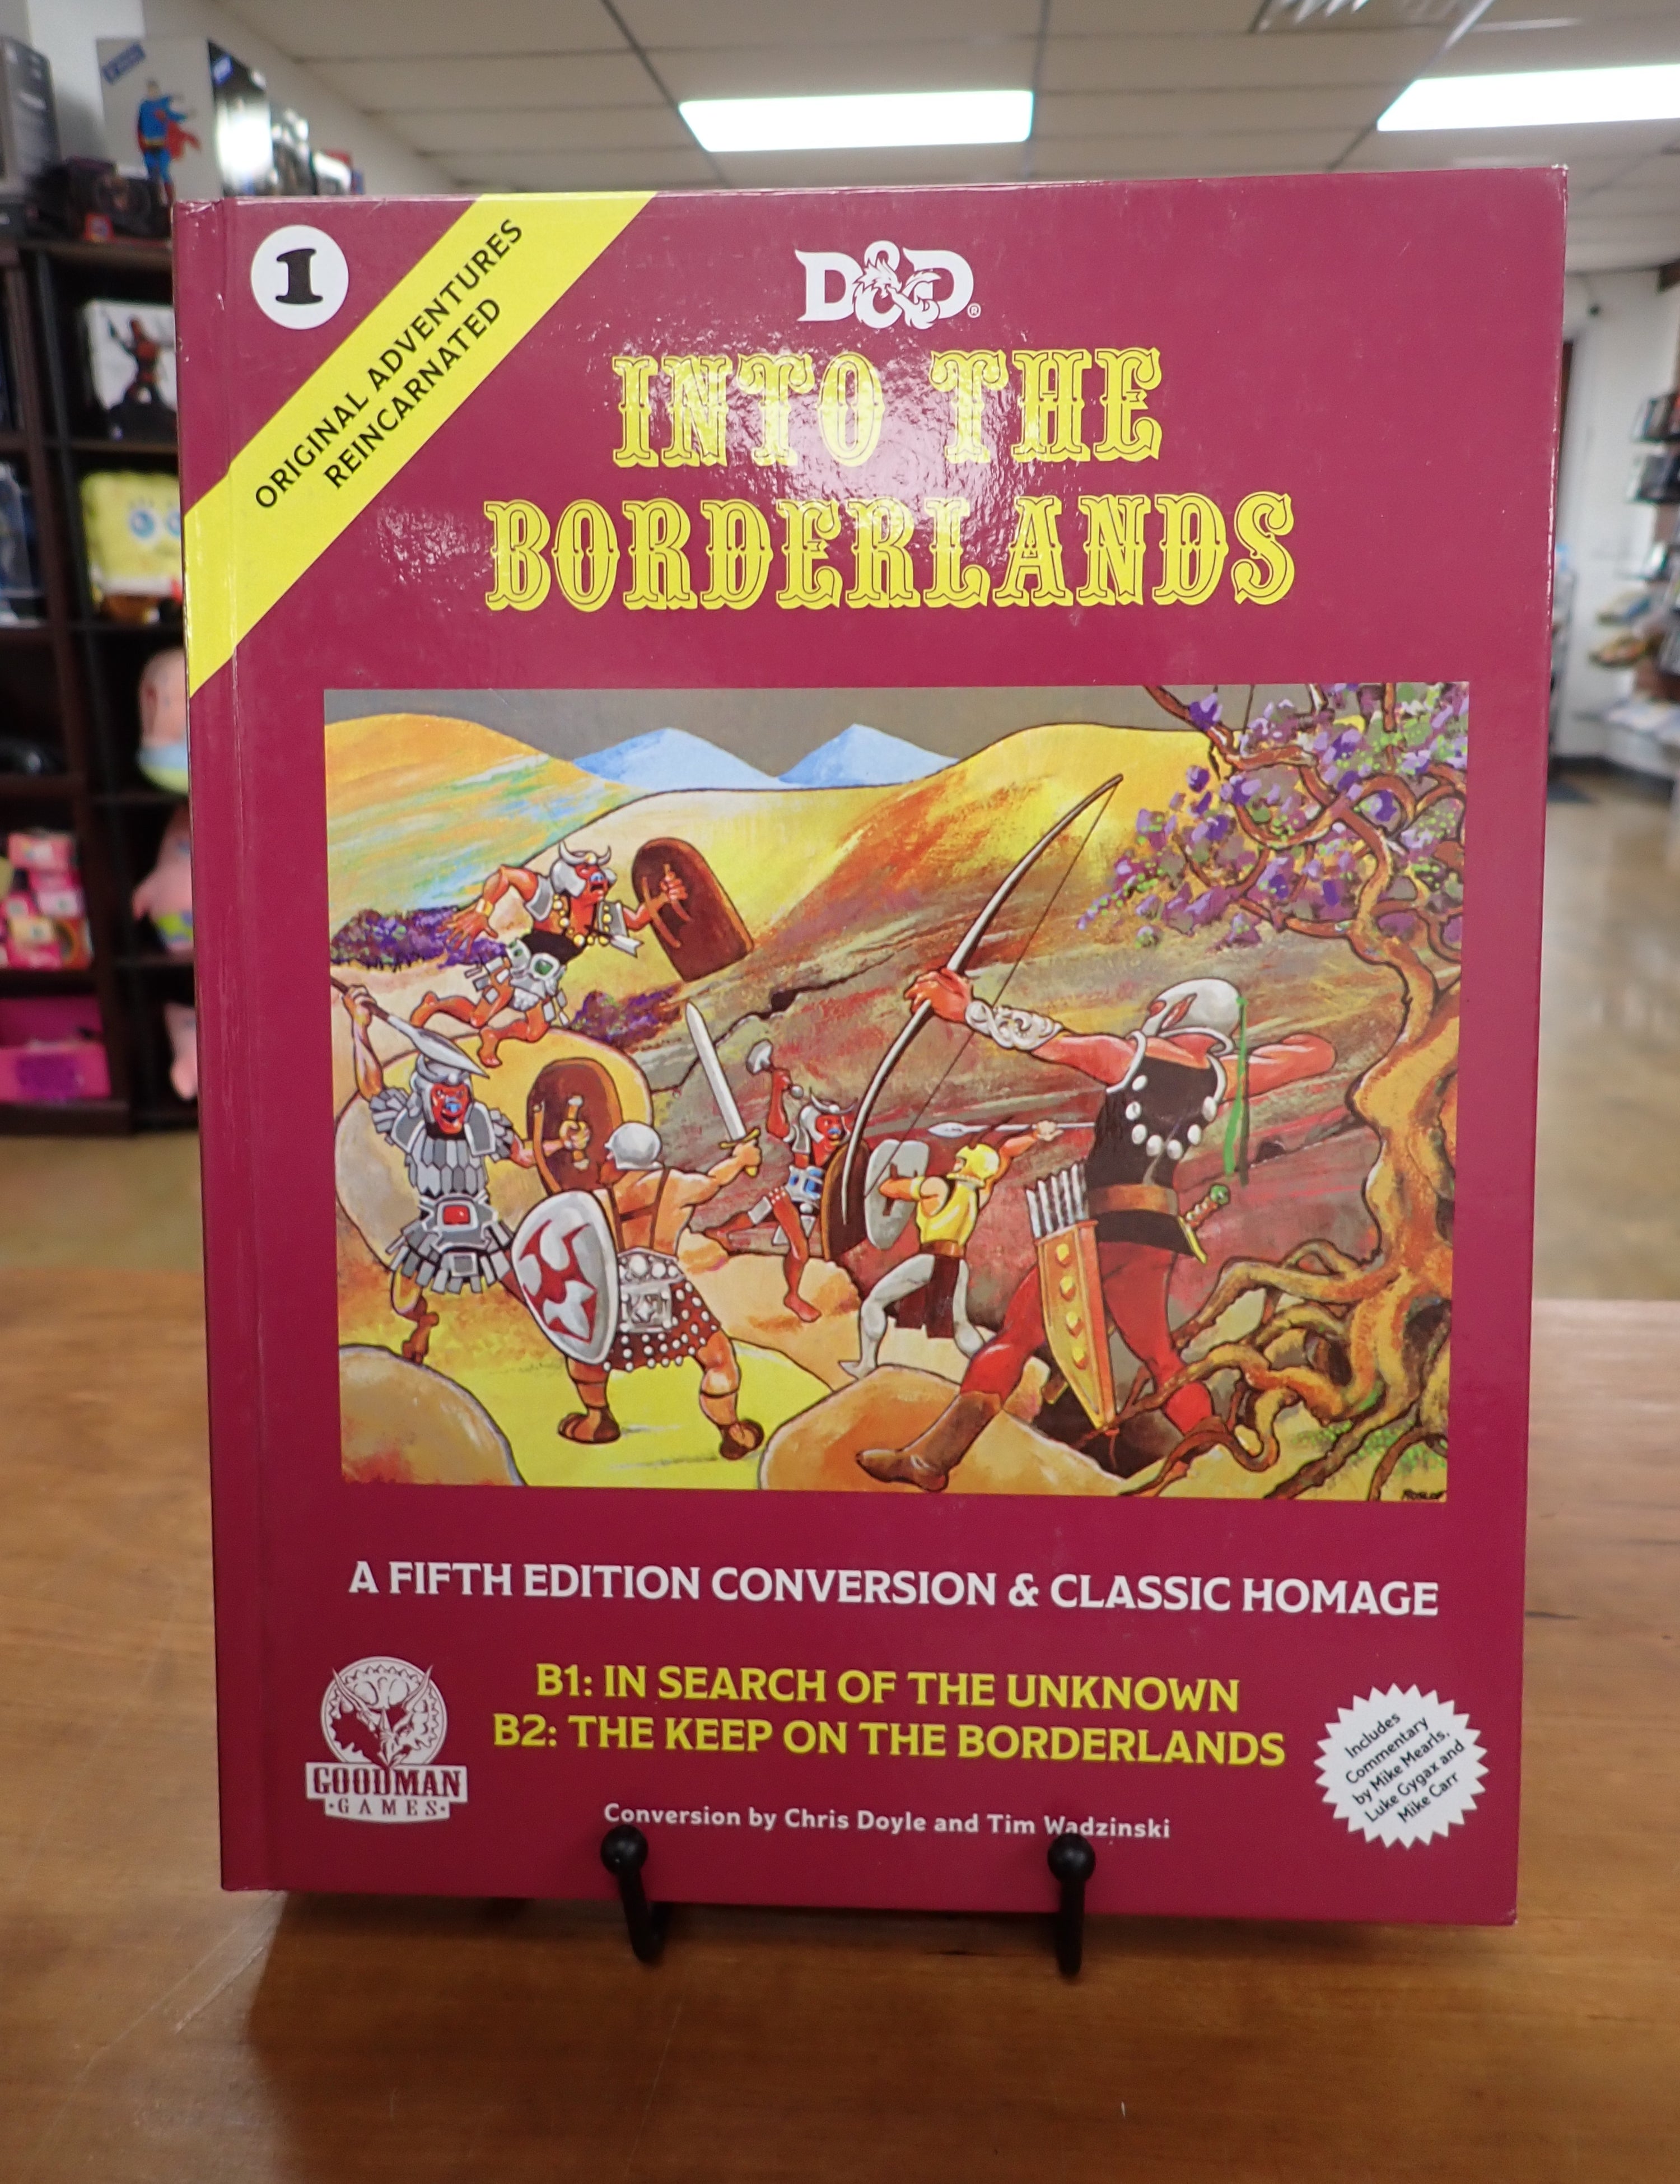 1
ORIGINAL ADVENTURES
REINCARNATED
D&D®
INTO THE
BORDERLANDS
A FIFTH EDITION CONVERSION & CLASSIC HOMAGE
B1: IN SEARCH OF THE UNKNOWN
B2: THE KEEP ON THE BORDERLANDS
GOODMAN
·GAMES·
Conversion by Chris Doyle and Tim Wadzinski
Includes
Commentary
by Mike Mearls,
Luke Gygax and
Mike Carr